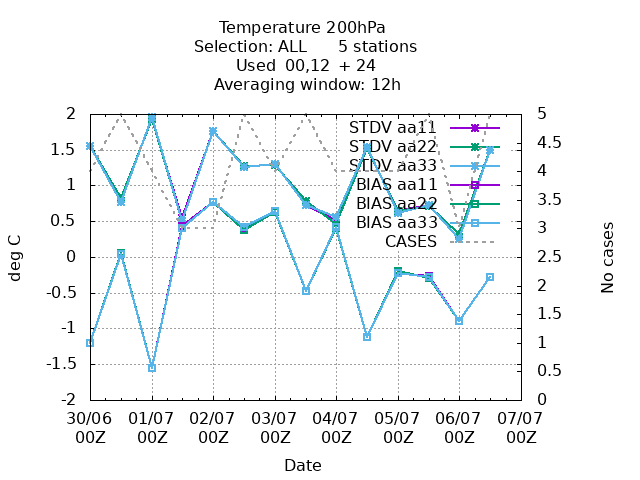 Temperature 200hPa
Selection: ALL 5 stations
Used 00,12 + 24
Averaging window: 12h
2
1.5
1
0.5
0
-0.5
-1
-1.5
-2
deg C
5
4.5
4
3.5
3
2.5
2
1.5
1
0.5
0
No cases
STDV aa11
STDV aa22
STDV aa33
BIAS aa11
BIAS aa22
BIAS aa33
CASES
30/06 01/07 02/07 03/07 04/07 05/07 06/07 07/07
00Z 00Z 00Z 00Z 00Z 00Z 00Z 00Z
Date